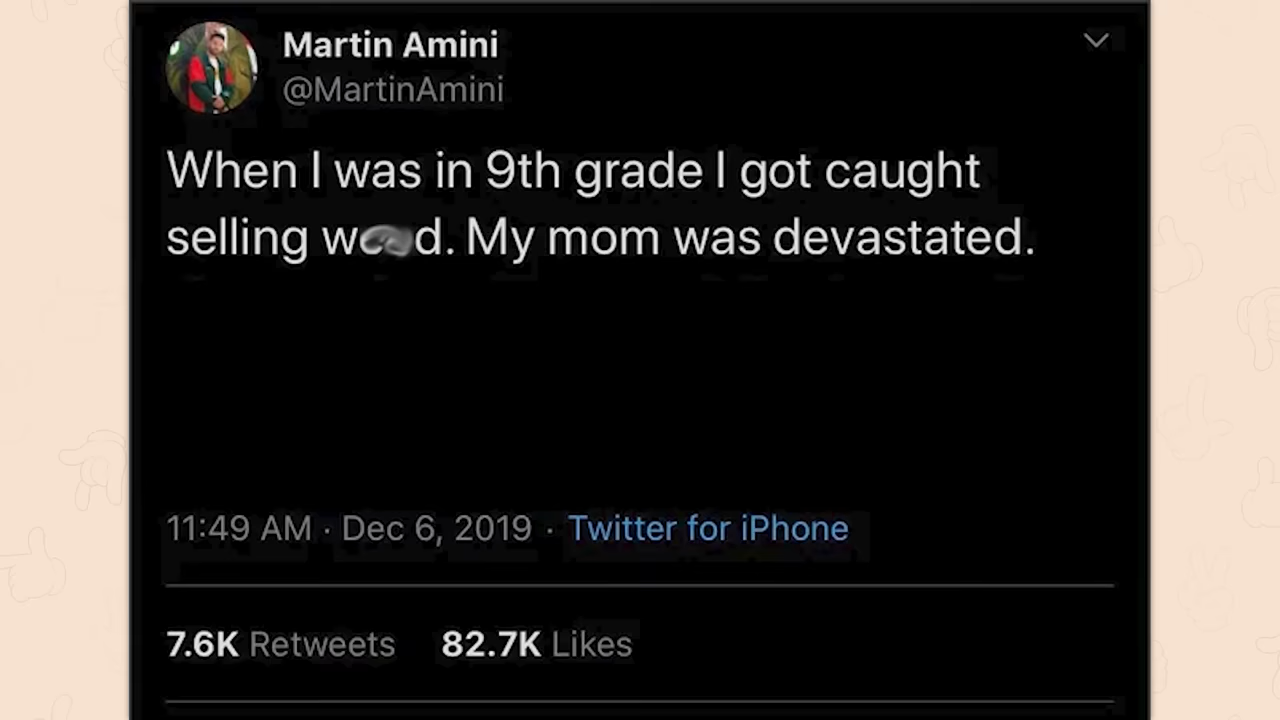 Martin Amini
@MartinAmini
When I was in 9th grade I got caught
selling My mom was devastated.
11:49 AM · Dec 6, 2019 · Twitter for iPhone
7.6K Retweets 82.7K Likes